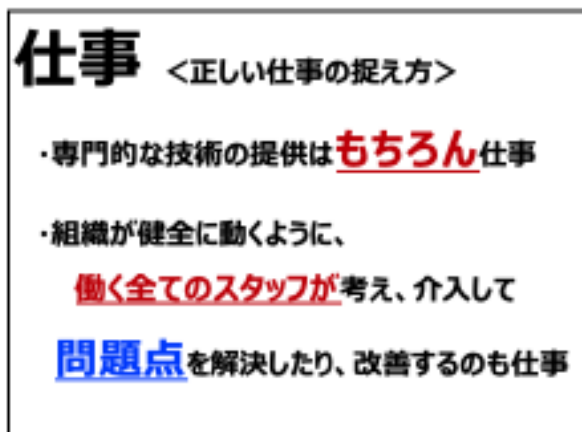 仕事 <正しい仕事の捉え方>
・専門的な技術の提供はもちろん仕事
・組織が健全に動くように、
働く全てのスタッフが考え、介入して
問題点を解決したり、改善するのも仕事